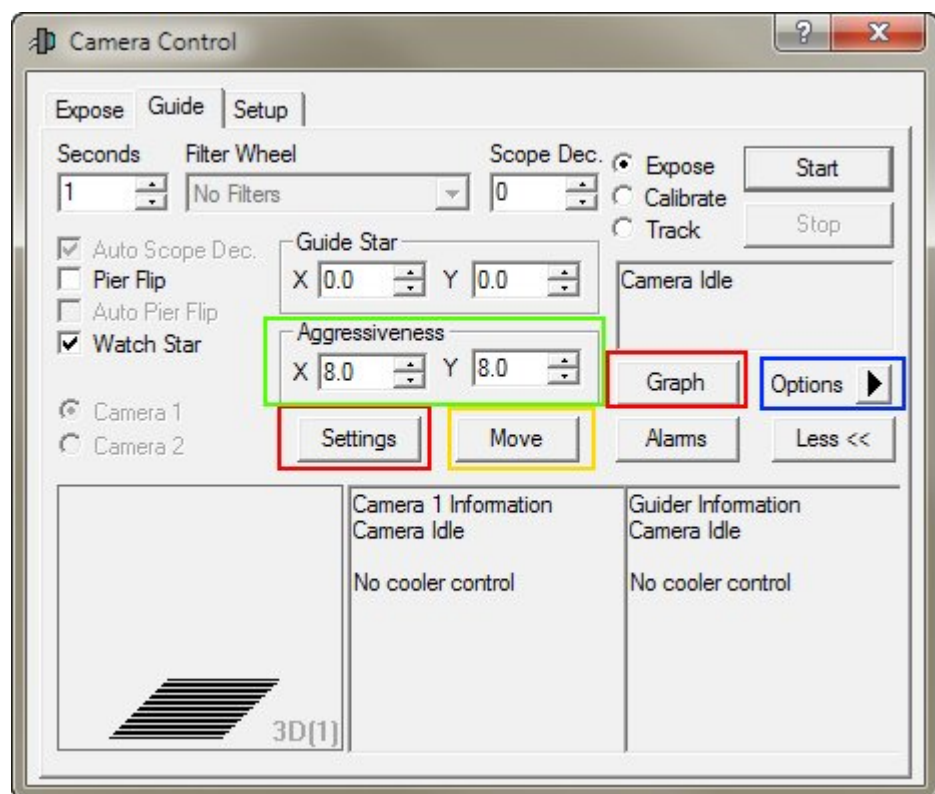 Camera Control
?
X
Expose Guide Setup
Seconds Filter Wheel Scope Dec.
1 No Filters 0
Expose
Calibrate
Track
Start
Stop
Auto Scope Dec.
Pier Flip
Auto Pier Flip
Watch Star
Guide Star
X 0.0 Y 0.0
Camera Idle
Aggressiveness
X 8.0 Y 8.0
Graph Options
Camera 1
Camera 2
Settings Move Alarms Less <<
Camera 1 Information
Camera Idle
No cooler control
Guider Information
Camera Idle
No cooler control
3D(1)